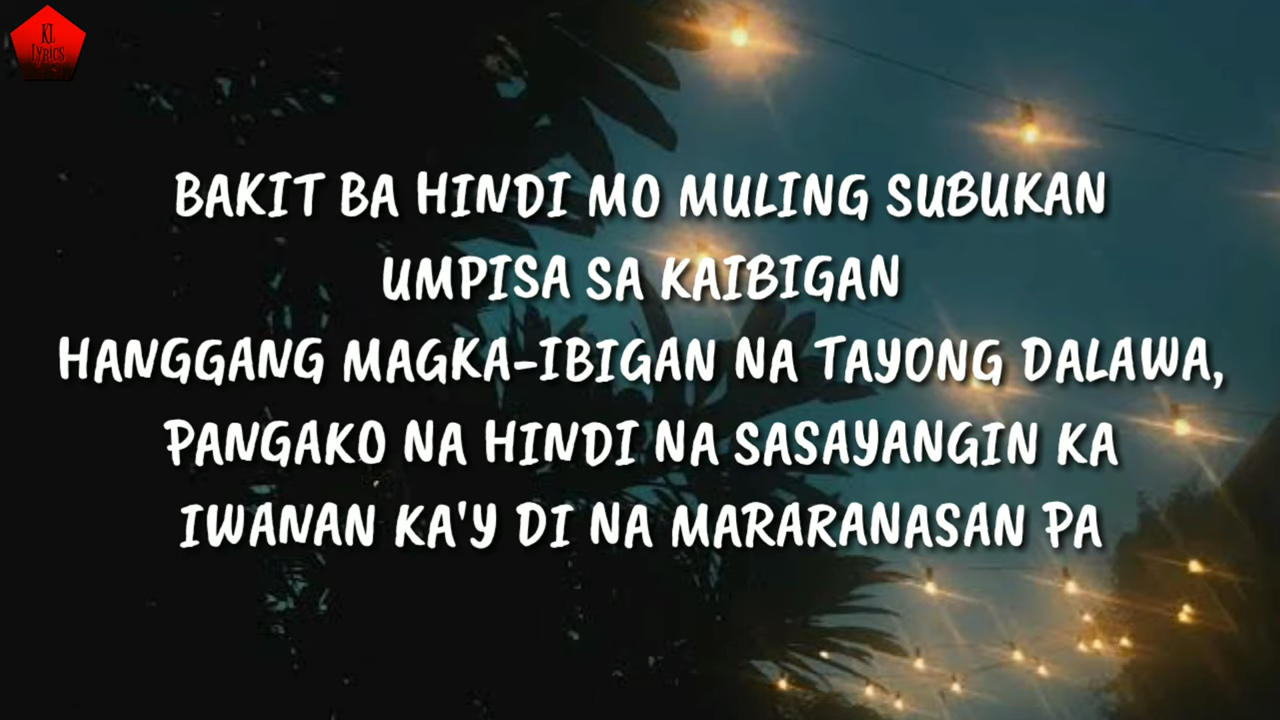 KL
Lyrics
BAKIT BA HINDI MO MULING SUBUKAN
UMPISA SA KAIBIGAN
HANGGANG MAGKA-IBIGAN NA TAYONG DALAWA,
PANGAKO NA HINDI NA SASAYANGIN KA
IWANAN KA'Y DI NA MARARANASAN PA